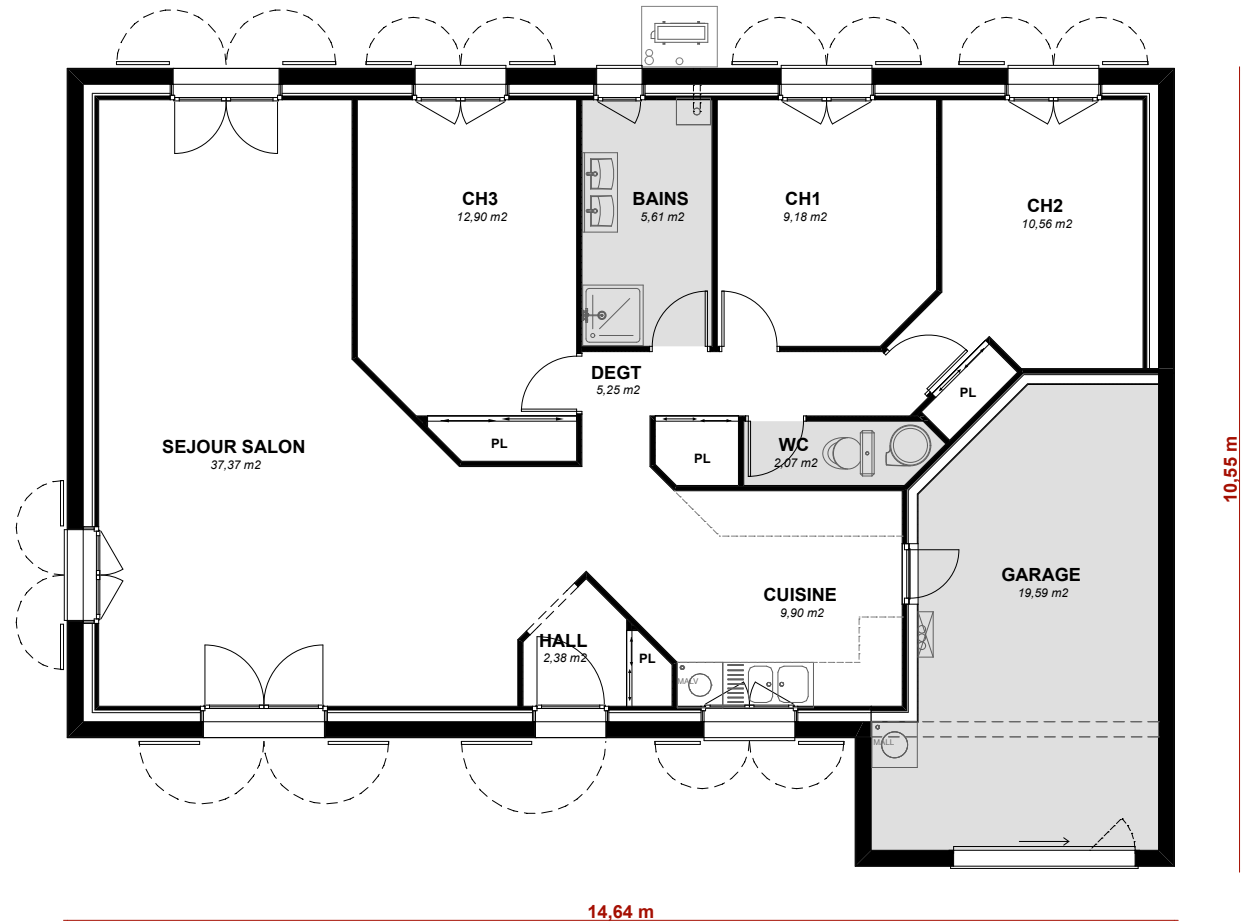 CH3
12,90 m2
BAINS
5,61 m2
CH1
9,18 m2
CH2
10,56 m2
DEGT
5,25 m2
PL
SEJOUR SALON
37,37 m2
PL
PL
WC
2,07 m2
10,55 m
GARAGE
19,59 m2
CUISINE
9,90 m2
HALL
2,38 m2
PL
MALV
MALL
14,64 m